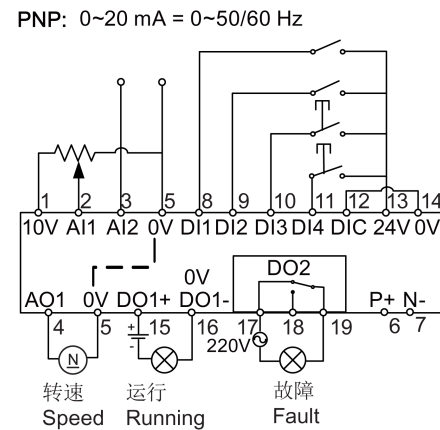 PNP: 0~20 mA = 0~50/60 Hz
1 2 3 5 8 9 10 11 12 13 14
10V AI1 AI2 0V DI1 DI2 DI3 DI4 DIC 24V 0V
0V DO2
AO1 0V DO1+ DO1- P+ N-
4 5 15 16 17 18 19 6 7
+ - 220V
N
转速 运行 故障
Speed Running Fault